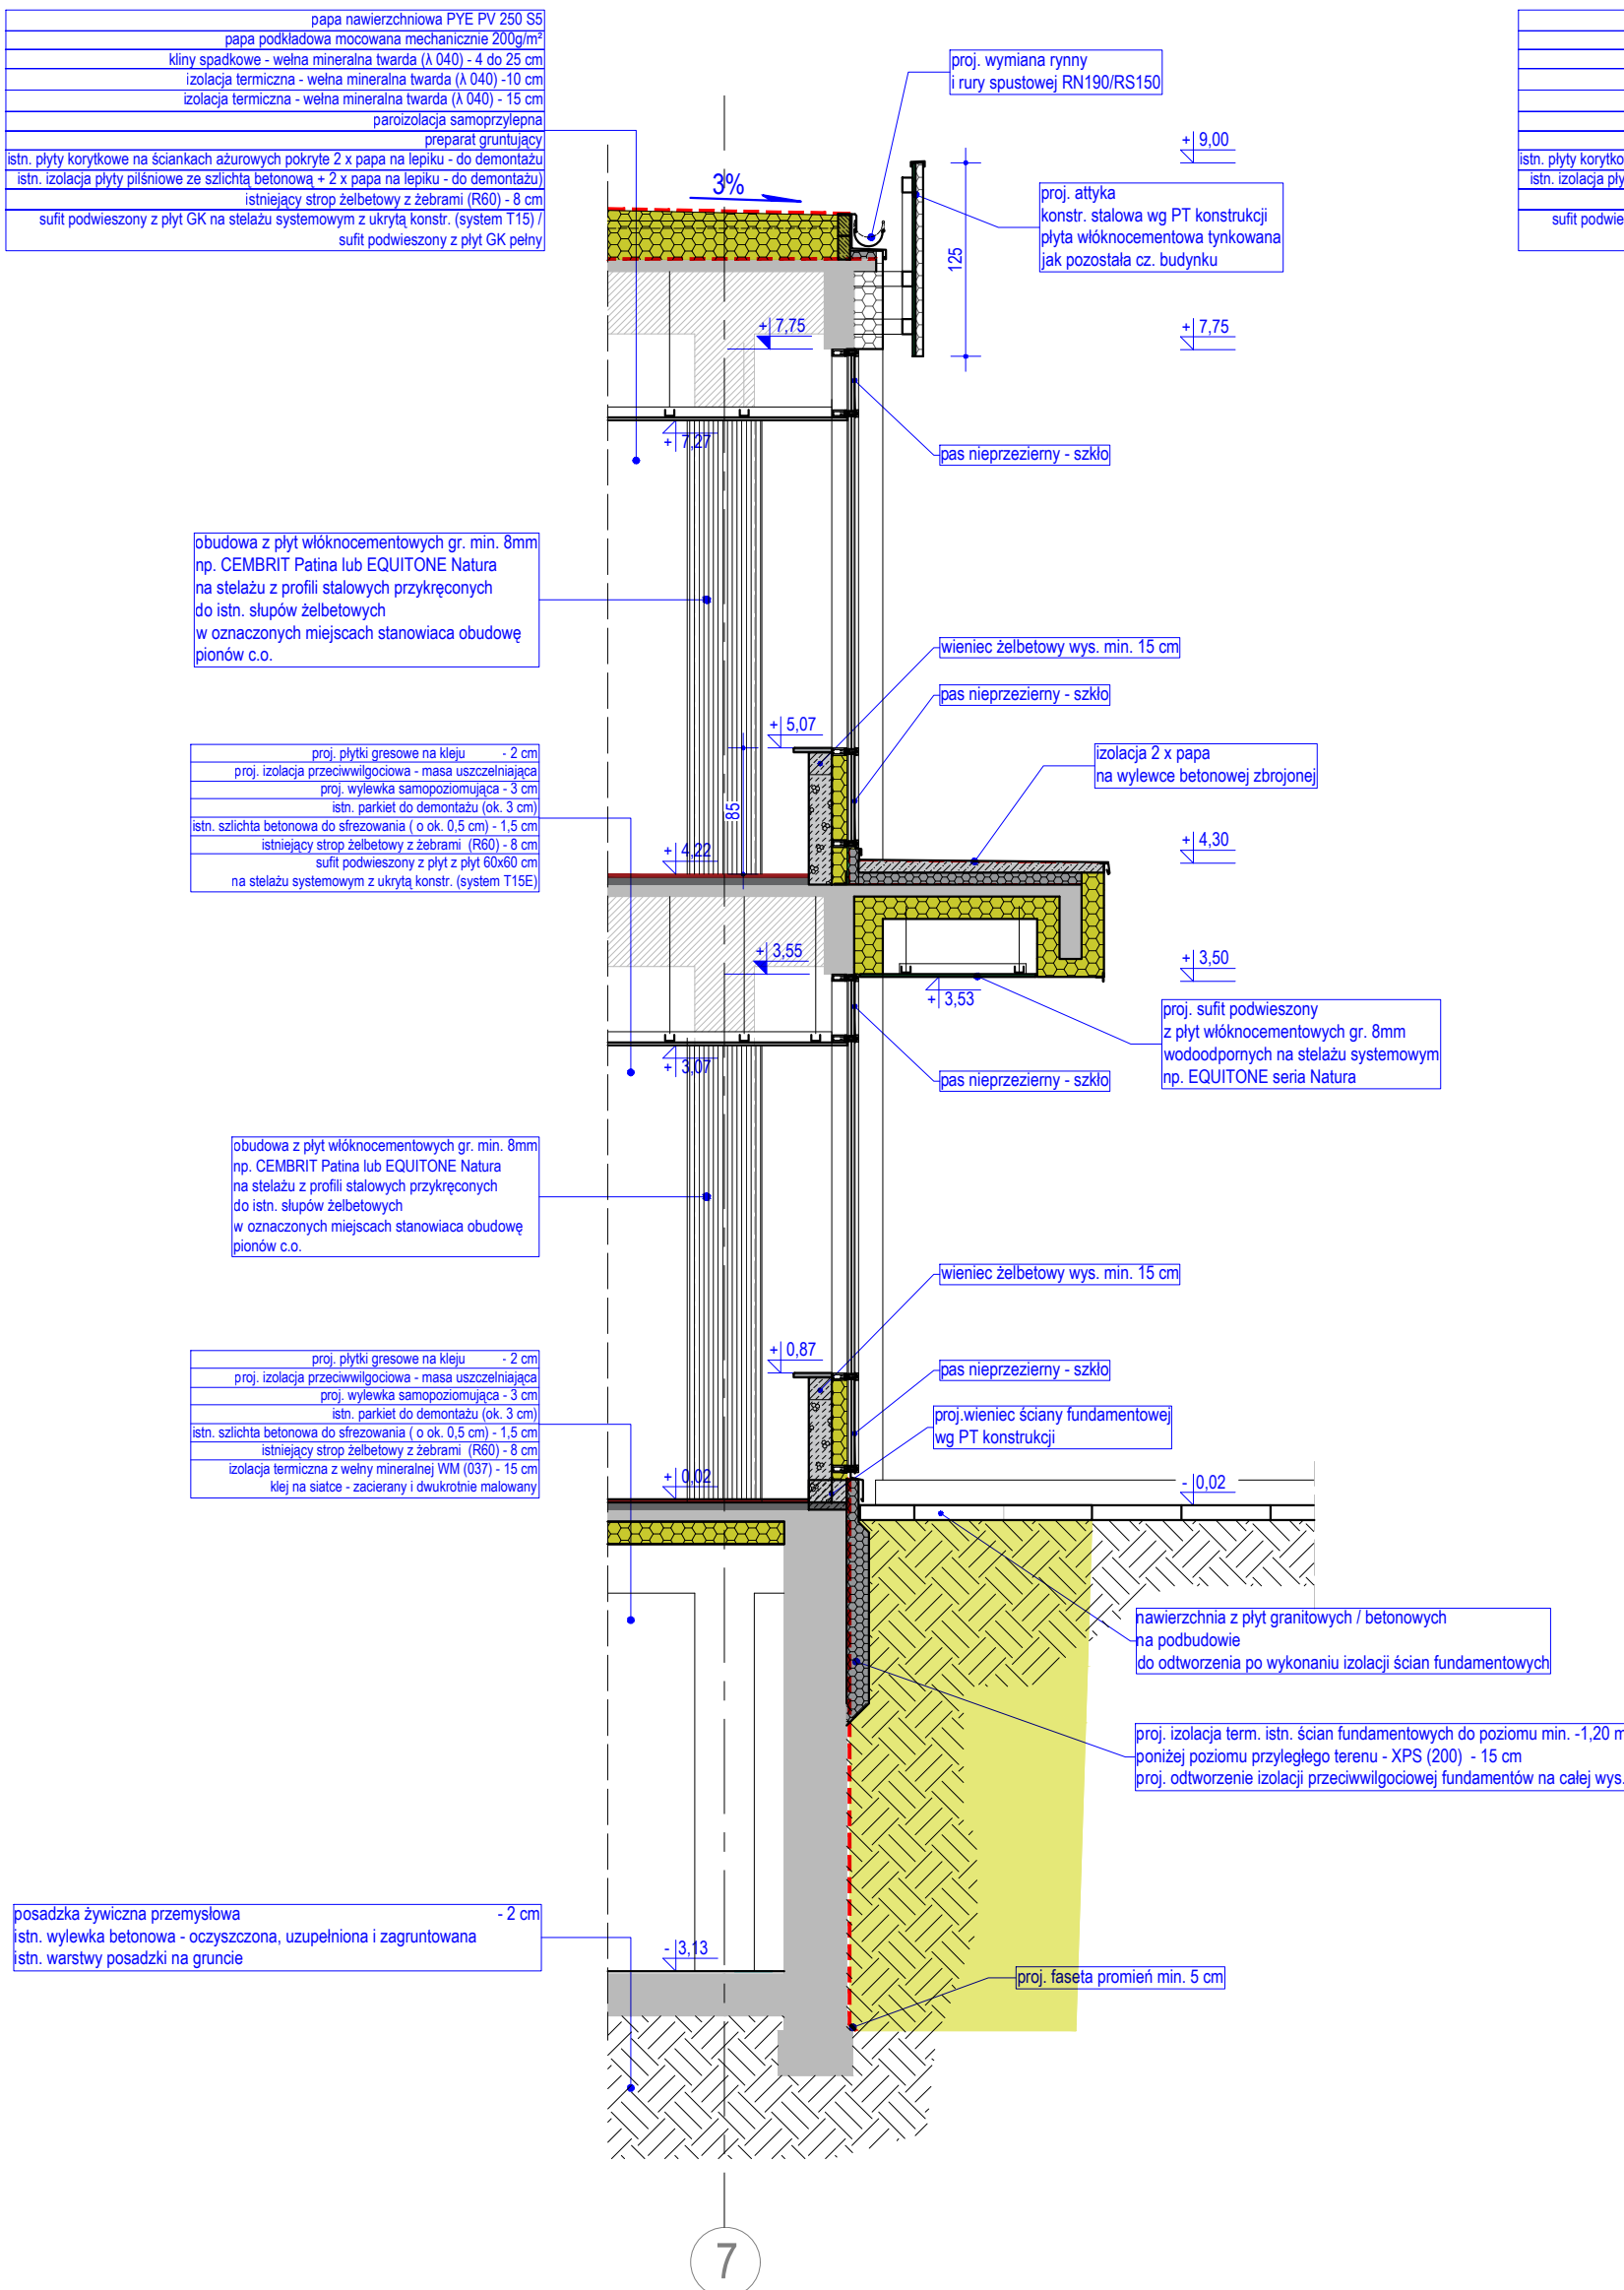 papa nawierzchniowa PYE PV 250 S5
papa podkładowa mocowana mechanicznie 200g/m²
kliny spadkowe - wełna mineralna twarda (λ 040) - 4 do 25 cm
izolacja termiczna - wełna mineralna twarda (λ 040) -10 cm
izolacja termiczna - wełna mineralna twarda (λ 040) - 15 cm
paroizolacja samoprzylepna
preparat gruntujący
istn. płyty korytkowe na ściankach ażurowych pokryte 2 x papa na lepiku - do demontażu
istn. izolacja płyty pilśniowe ze szlichtą betonową + 2 x papa na lepiku - do demontażu)
istniejący strop żelbetowy z żebrami (R60) - 8 cm
sufit podwieszony z płyt GK na stelażu systemowym z ukrytą konstr. (system T15) /
sufit podwieszony z płyt GK pełny
proj. wymiana rynny
i rury spustowej RN190/RS150
istn. płyty korytko
istn. izolacja pły
sufit podwie
+ 9,00
3%
proj. attyka
konstr. stalowa wg PT konstrukcji
płyta włóknocementowa tynkowana
jak pozostała cz. budynku
125
+ 7,75
+ 7,75
+ 7,27
pas nieprzezierny - szkło
obudowa z płyt włóknocementowych gr. min. 8mm
np. CEMBRIT Patina lub EQUITONE Natura
na stelażu z profili stalowych przykręconych
do istn. słupów żelbetowych
w oznaczonych miejscach stanowiaca obudowę
pionów c.o.
wieniec żelbetowy wys. min. 15 cm
pas nieprzezierny - szkło
+ 5,07
izolacja 2 x papa
na wylewce betonowej zbrojonej
proj. płytki gresowe na kleju - 2 cm
proj. izolacja przeciwwilgociowa - masa uszczelniająca
proj. wylewka samopoziomująca - 3 cm
istn. parkiet do demontażu (ok. 3 cm)
istn. szlichta betonowa do sfrezowania ( o ok. 0,5 cm) - 1,5 cm
istniejący strop żelbetowy z żebrami (R60) - 8 cm
sufit podwieszony z płyt z płyt 60x60 cm
na stelażu systemowym z ukrytą konstr. (system T15E)
85
+ 4,22
+ 4,30
+ 3,55
+ 3,50
+ 3,53
proj. sufit podwieszony
z płyt włóknocementowych gr. 8mm
wodoodpornych na stelażu systemowym
np. EQUITONE seria Natura
+ 3,07
pas nieprzezierny - szkło
obudowa z płyt włóknocementowych gr. min. 8mm
np. CEMBRIT Patina lub EQUITONE Natura
na stelażu z profili stalowych przykręconych
do istn. słupów żelbetowych
w oznaczonych miejscach stanowiaca obudowę
pionów c.o.
wieniec żelbetowy wys. min. 15 cm
+ 0,87
pas nieprzezierny - szkło
proj. płytki gresowe na kleju - 2 cm
proj. izolacja przeciwwilgociowa - masa uszczelniająca
proj. wylewka samopoziomująca - 3 cm
istn. parkiet do demontażu (ok. 3 cm)
istn. szlichta betonowa do sfrezowania ( o ok. 0,5 cm) - 1,5 cm
istniejący strop żelbetowy z żebrami (R60) - 8 cm
izolacja termiczna z wełny mineralnej WM (037) - 15 cm
klej na siatce - zacierany i dwukrotnie malowany
proj.wieniec ściany fundamentowej
wg PT konstrukcji
+ 0,02
- 0,02
nawierzchnia z płyt granitowych / betonowych
na podbudowie
do odtworzenia po wykonaniu izolacji ścian fundamentowych
proj. izolacja term. istn. ścian fundamentowych do poziomu min. -1,20 m
poniżej poziomu przyległego terenu - XPS (200) - 15 cm
proj. odtworzenie izolacji przeciwwilgociowej fundamentów na całej wys.
posadzka żywiczna przemysłowa - 2 cm
istn. wylewka betonowa - oczyszczona, uzupełniona i zagruntowana
istn. warstwy posadzki na gruncie
- 3,13
proj. faseta promień min. 5 cm
7